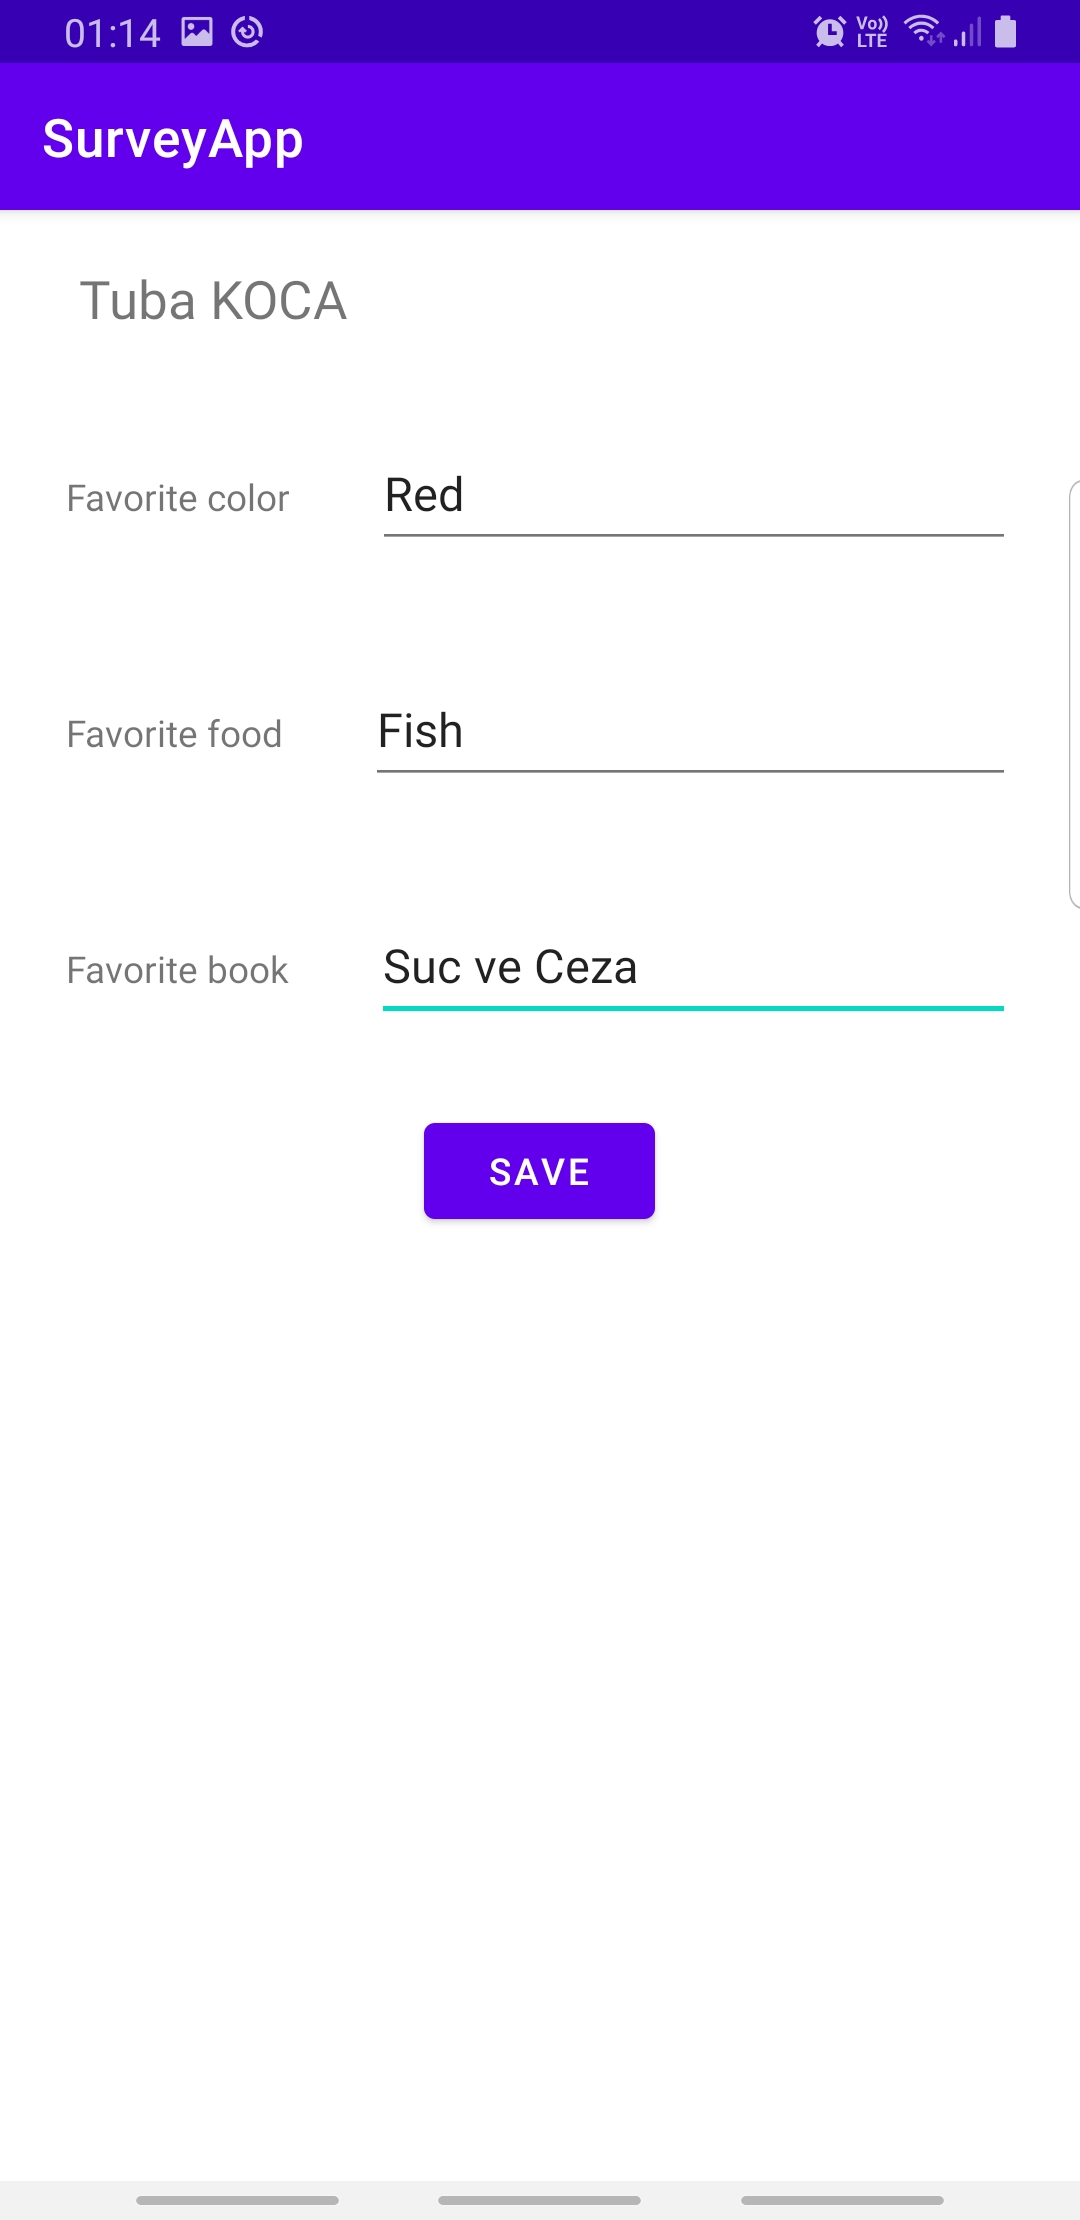 01:14 Vo)) LTE
SurveyApp
Tuba KOCA
Favorite color Red
Favorite food Fish
Favorite book Suc ve Ceza
SAVE